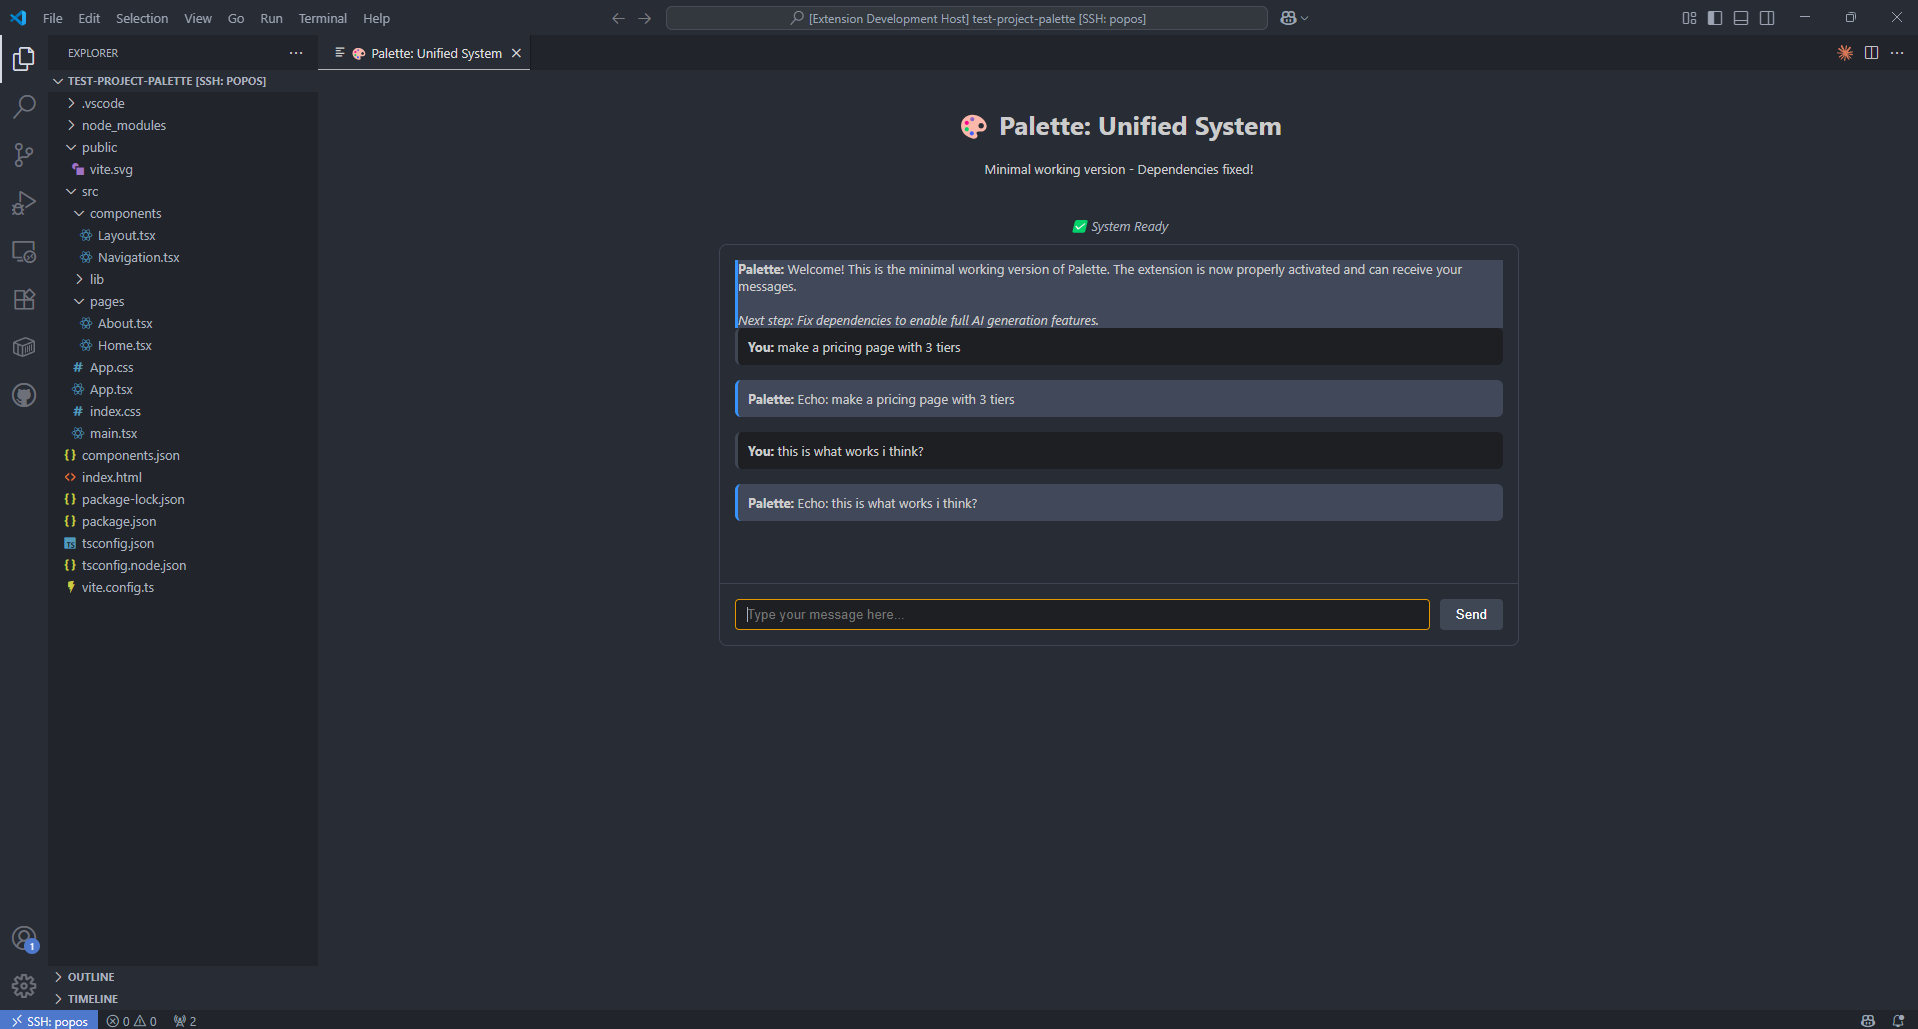 File Edit Selection View Go Run Terminal Help
[Extension Development Host] test-project-palette [SSH: popos]
EXPLORER
Palette: Unified System
TEST-PROJECT-PALETTE [SSH: POPOS]
.vscode
node_modules
public
vite.svg
src
components
Layout.tsx
Navigation.tsx
lib
pages
About.tsx
Home.tsx
# App.css
App.tsx
# index.css
main.tsx
{} components.json
<> index.html
{} package-lock.json
{} package.json
TS tsconfig.json
{} tsconfig.node.json
vite.config.ts
OUTLINE
TIMELINE
Palette: Unified System
Minimal working version - Dependencies fixed!
System Ready
Palette: Welcome! This is the minimal working version of Palette. The extension is now properly activated and can receive your
messages.
Next step: Fix dependencies to enable full AI generation features.
You: make a pricing page with 3 tiers
Palette: Echo: make a pricing page with 3 tiers
You: this is what works i think?
Palette: Echo: this is what works i think?
Type your message here...
Send
1
SSH: popos 0 0 2